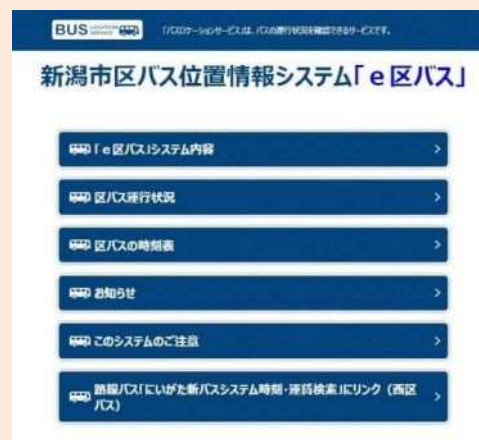 BUS LOCATION SERVICE
「バスロケーションサービス」は、バスの運行状況を確認できるサービスです。
新潟市区バス位置情報システム「ｅ区バス」
「ｅ区バス」システム内容
区バス運行状況
区バスの時刻表
お知らせ
このシステムのご注意
路線バス「にいがた新バスシステム時刻・運賃検索」にリンク（西区
バス）